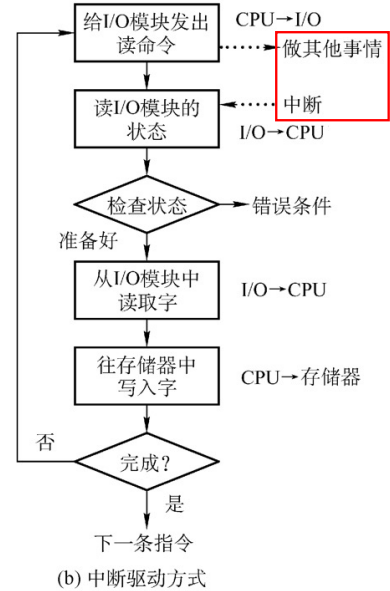 给I/O模块发出
读命令
CPU→I/O
做其他事情
中断
读I/O模块的
状态
I/O→CPU
检查状态
错误条件
准备好
从I/O模块中
读取字
I/O→CPU
往存储器中
写入字
CPU→存储器
完成?
否
是
下一条指令
(b) 中断驱动方式